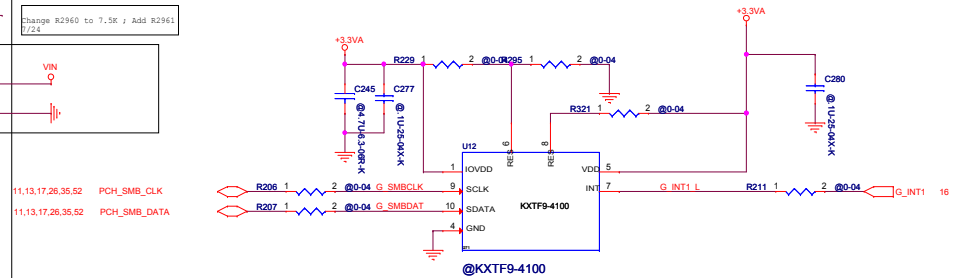 Change R2960 to 7.5K ; Add R2961
7/24
VIN
+3.3VA
+3.3VA
R229 1 2 @0-04
R295 2 @0-04
C245
@4.7U-6.3-06R-K
C277
@.1U-25-04X-K
C280
@.1U-25-04X-K
R321 1 2 @0-04
U12
6 RES
8 RES
1 IOVDD
VDD 5
11,13,17,26,35,52 PCH_SMB_CLK R206 1 2 @0-04 G_SMBCLK 9 SCLK
INT 7 G_INT1 L R211 1 2 @0-04 G_INT1 16
11,13,17,26,35,52 PCH_SMB_DATA R207 1 2 @0-04 G_SMBDAT 10 SDATA
KXTF9-4100
4 GND
@KXTF9-4100